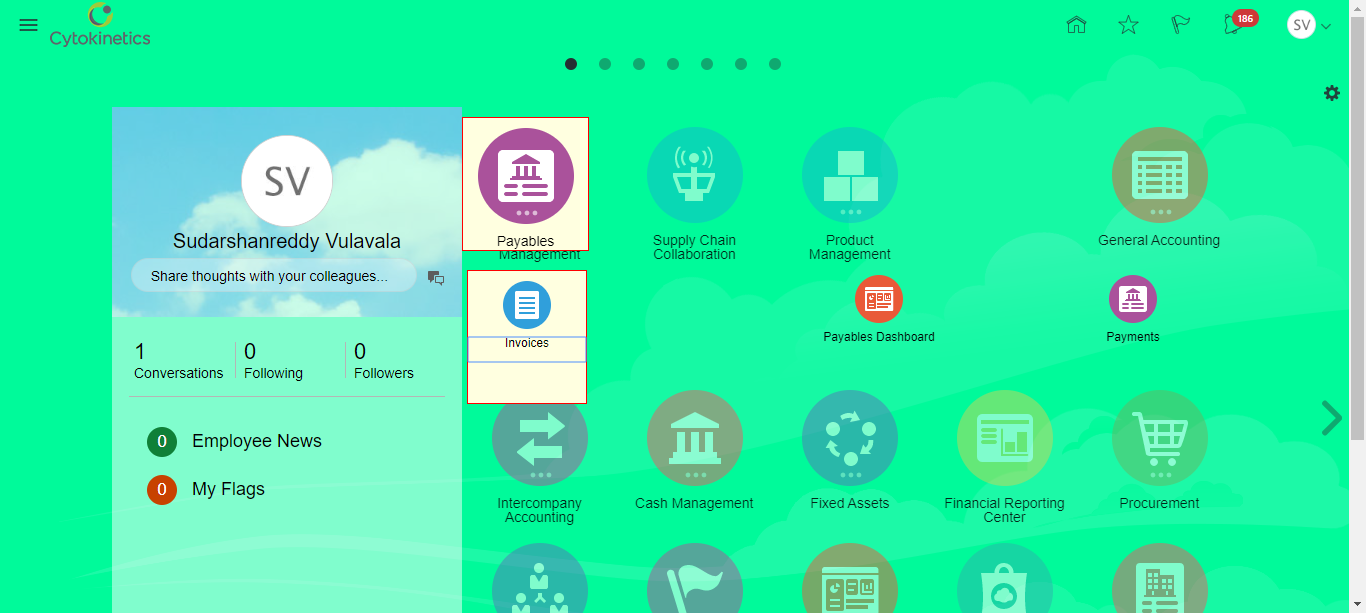 Cytokinetics
186
SV
SV
Sudarshanreddy Vulavala
Share thoughts with your colleagues...
1
Conversations
0
Following
0
Followers
0 Employee News
0 My Flags
Payables
Management
Supply Chain
Collaboration
Product
Management
General Accounting
Invoices
Payables Dashboard
Payments
Intercompany
Accounting
Cash Management
Fixed Assets
Financial Reporting
Center
Procurement